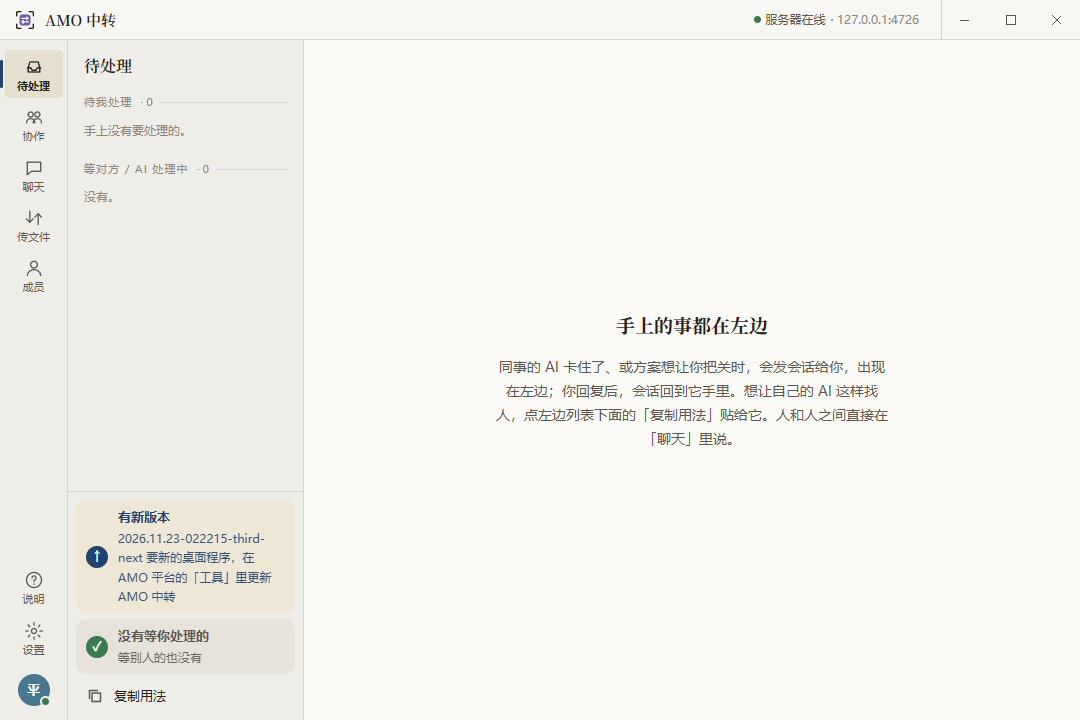 AMO 中转
服务器在线 · 127.0.0.1:4726
待处理
协作
聊天
传文件
成员
说明
设置
平
待处理
待我处理 · 0
手上没有要处理的。
等对方 / AI 处理中 · 0
没有。
有新版本
2026.11.23-022215-third-
next 要新的桌面程序，在
AMO 平台的「工具」里更新
AMO 中转
没有等你处理的
等别人的也没有
复制用法
手上的事都在左边
同事的 AI 卡住了、或方案想让你把关时，会发会话给你，出现
在左边；你回复后，会话回到它手里。想让自己的 AI 这样找
人，点左边列表下面的「复制用法」贴给它。人和人之间直接在
「聊天」里说。